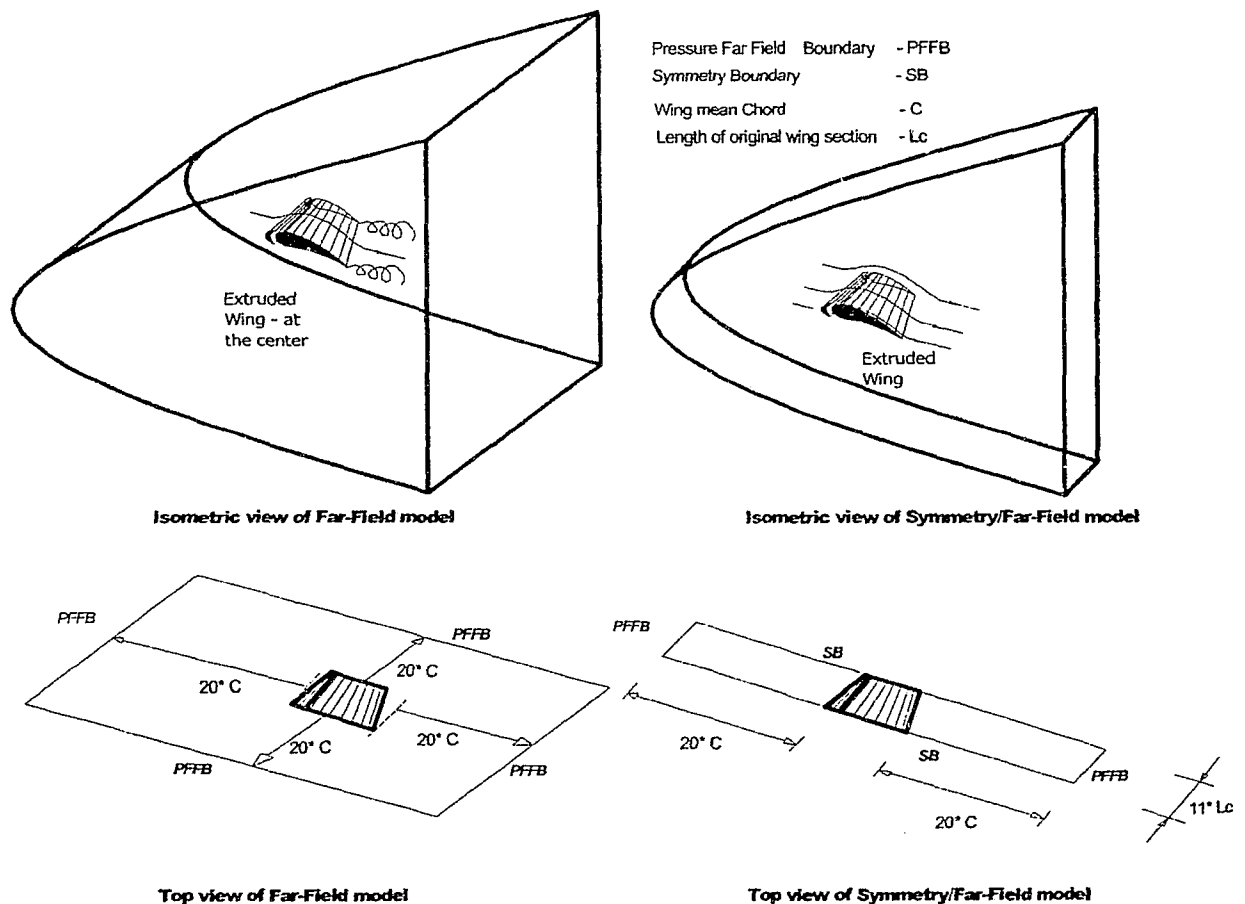 Pressure Far Field Boundary - PFFB
Symmetry Boundary - SB
Wing mean Chord - C
Length of original wing section - Lc
Extruded
Wing - at
the center
Extruded
Wing
Isometric view of Far-Field model
Isometric view of Symmetry/Far-Field model
PFFB
PFFB
20* C
20* C
20* C
20* C
PFFB
PFFB
PFFB
SB
20* C
SB
PFFB
20* C
11* Lc
Top view of Far-Field model
Top view of Symmetry/Far-Field model